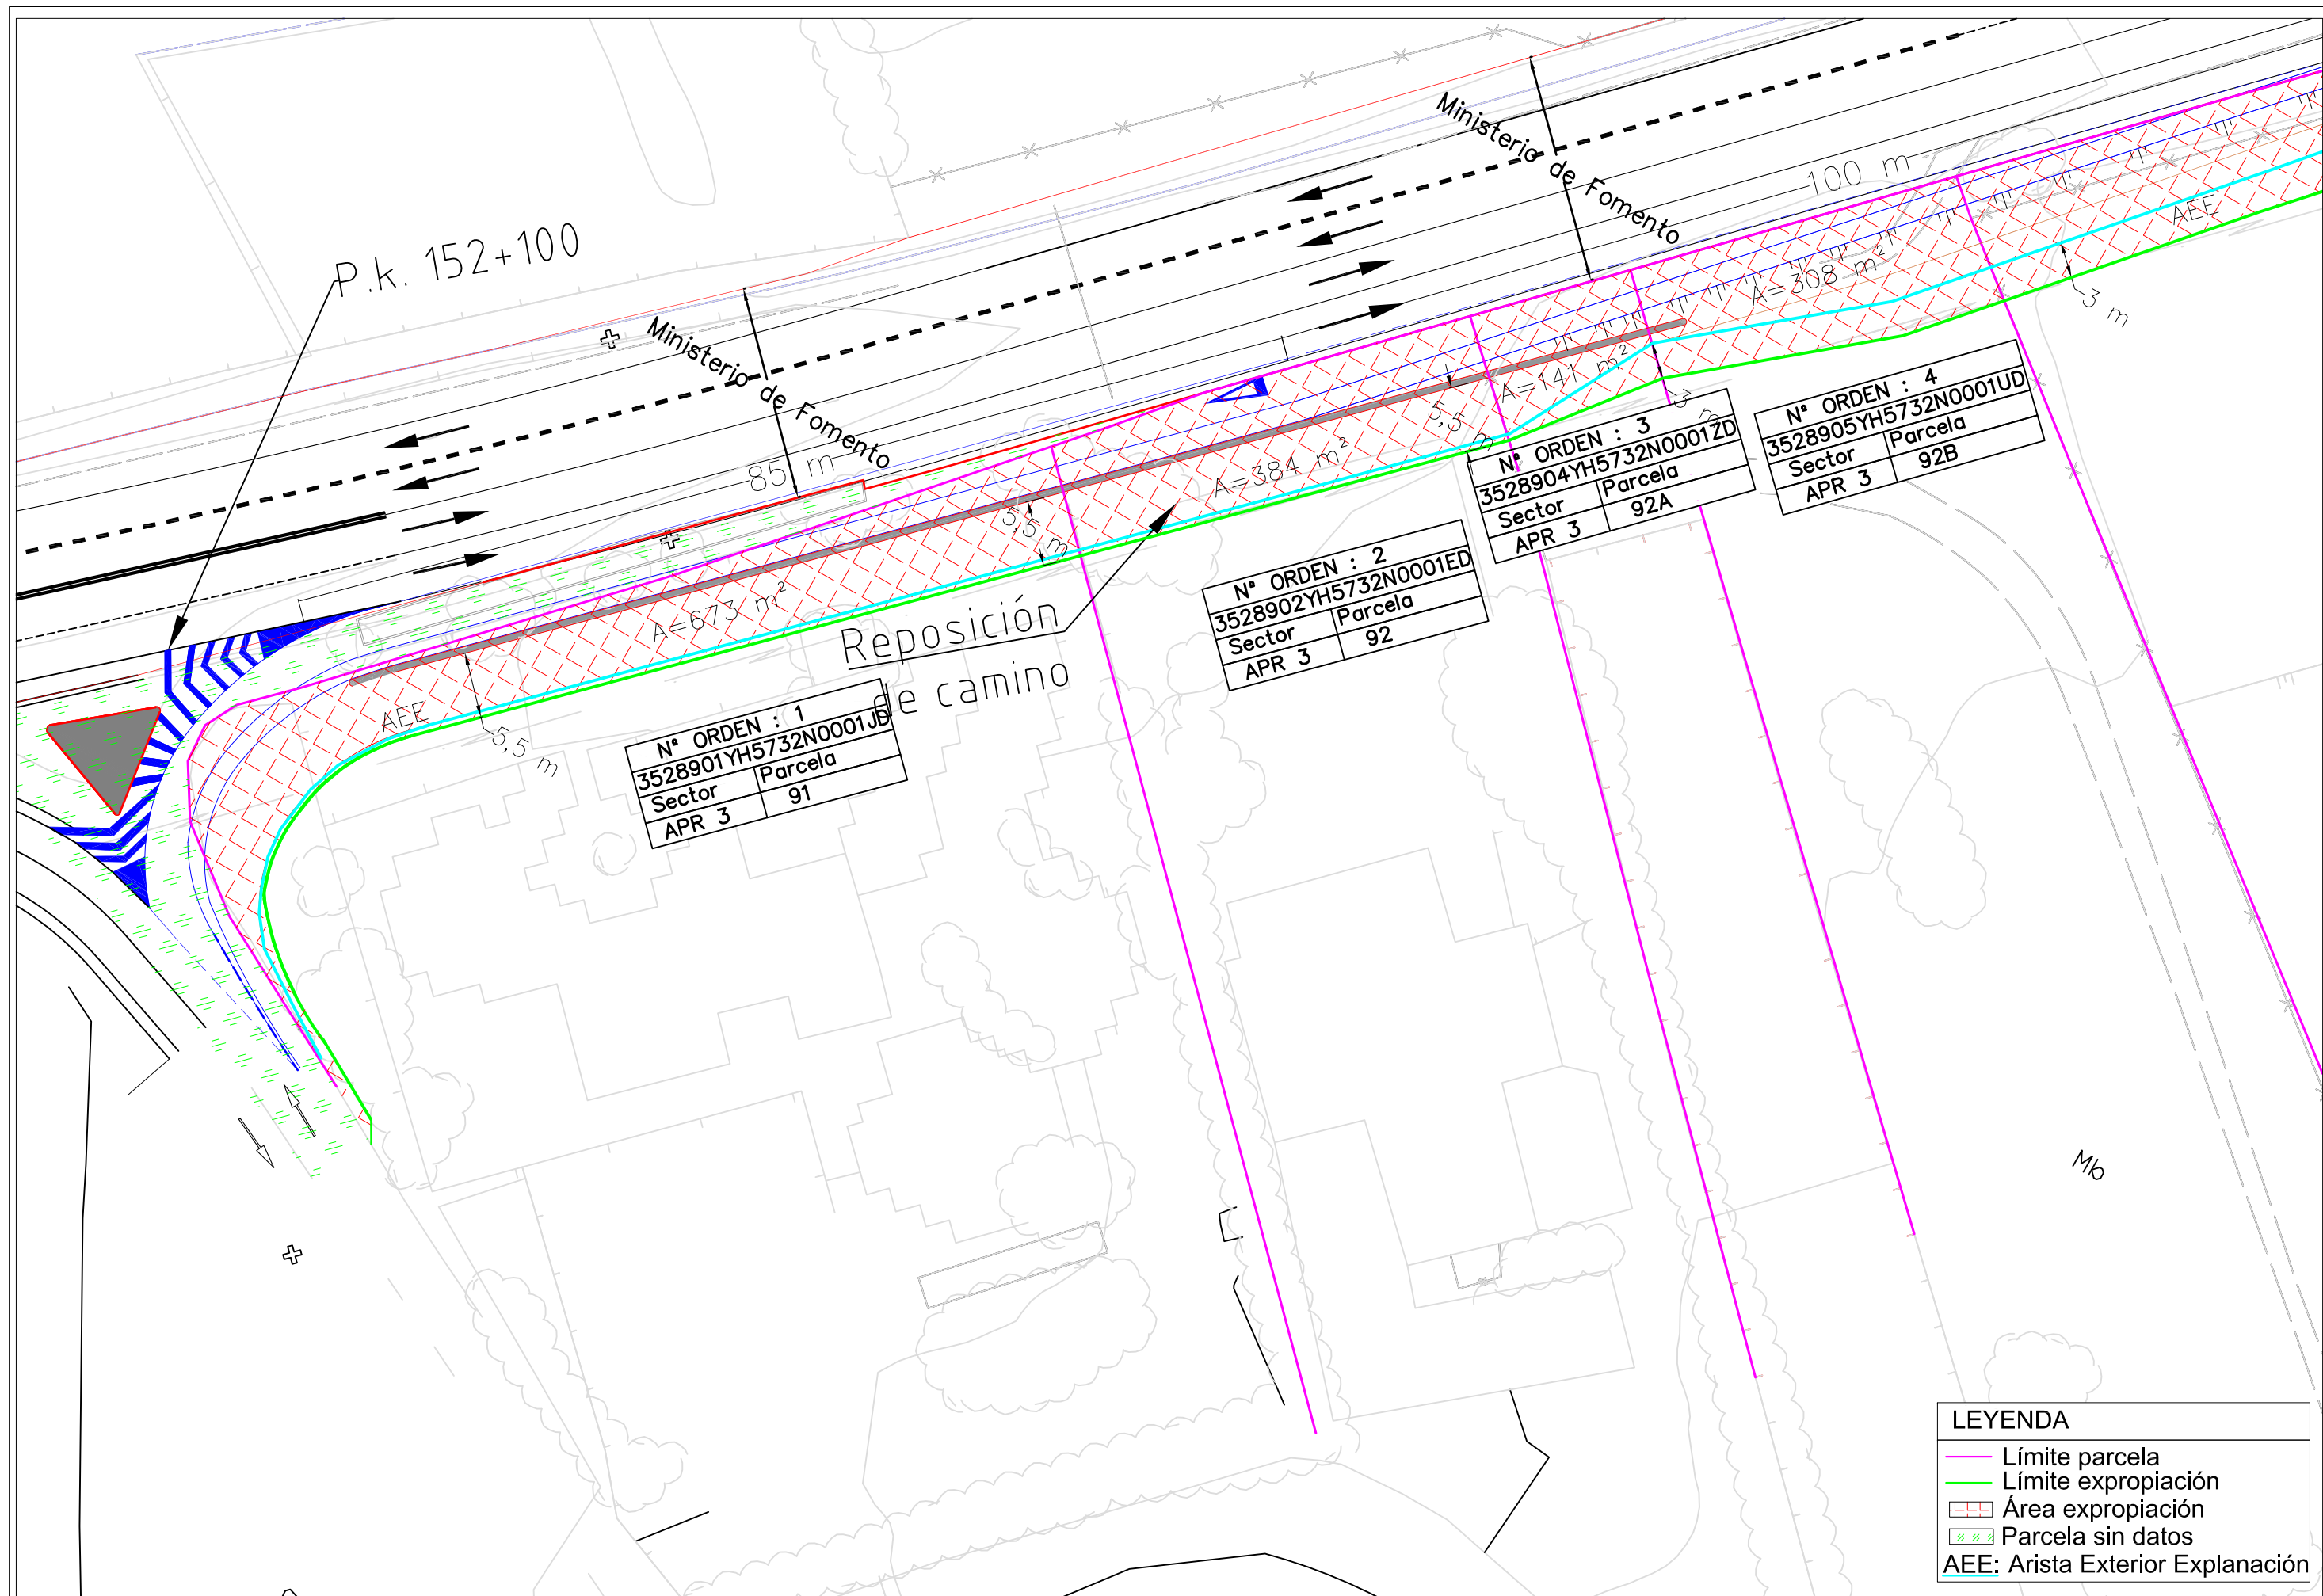 P.k. 152+100
Ministerio de Fomento
Ministerio de Fomento
85 m
100 m
A=673 m²
A=384 m²
A=141 m²
A=308 m²
5,5 m
5,5 m
5,5 m
3 m
3 m
AEE
AEE
Reposición
de camino
Nº ORDEN : 1
3528901YH5732N0001JD
Sector Parcela
APR 3 91
Nº ORDEN : 2
3528902YH5732N0001ED
Sector Parcela
APR 3 92
Nº ORDEN : 3
3528904YH5732N0001ZD
Sector Parcela
APR 3 92A
Nº ORDEN : 4
3528905YH5732N0001UD
Sector Parcela
APR 3 92B
Mb
LEYENDA
Límite parcela
Límite expropiación
Área expropiación
Parcela sin datos
AEE: Arista Exterior Explanación